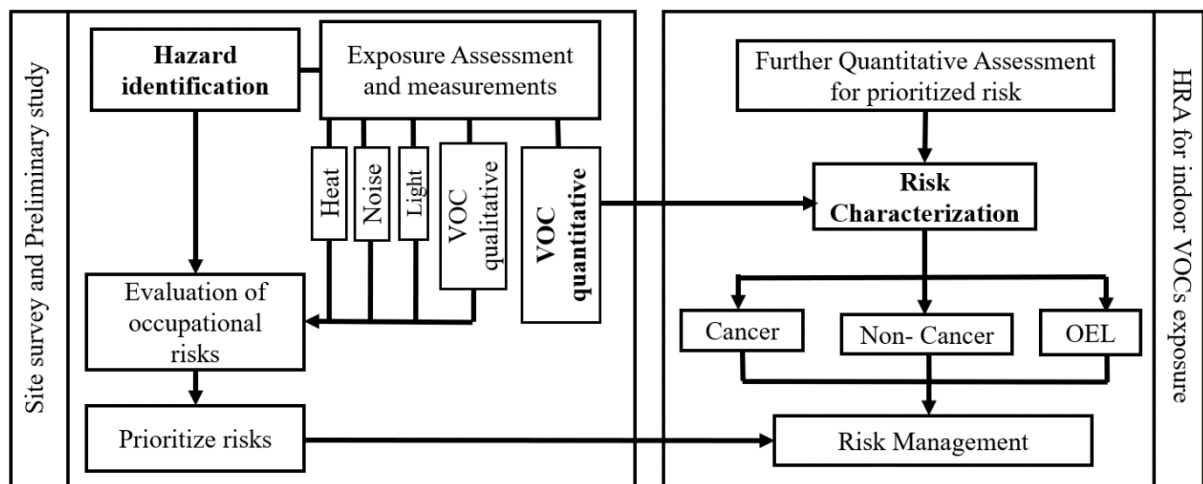 Site survey and Preliminary study
Hazard
identification
Exposure Assessment
and measurements
Heat
Noise
Light
VOC
qualitative
VOC
quantitative
Evaluation of
occupational
risks
Prioritize risks
Further Quantitative Assessment
for prioritized risk
Risk
Characterization
Cancer
Non- Cancer
OEL
Risk Management
HRA for indoor VOCs exposure